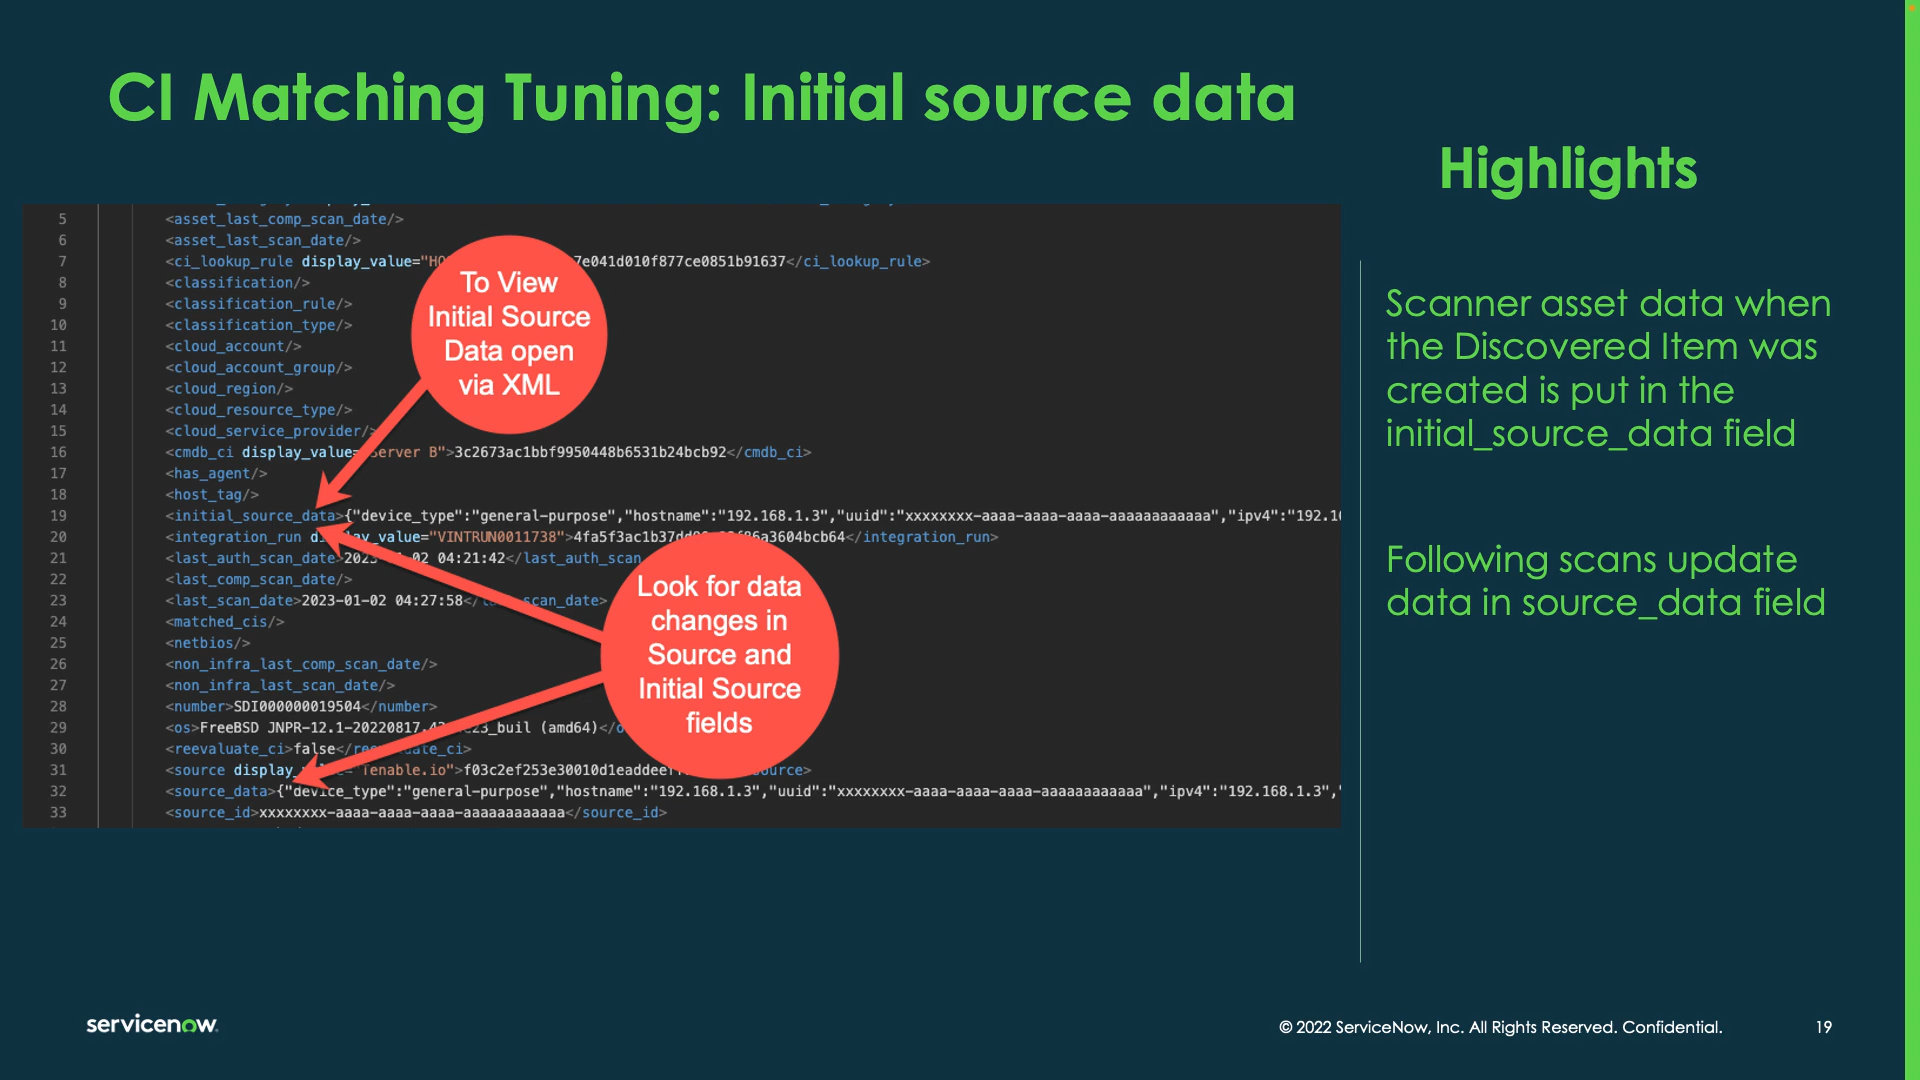 CI Matching Tuning: Initial source data
Highlights
5 <asset_last_comp_scan_date/>
6 <asset_last_scan_date/>
7 <ci_lookup_rule display_value="HO 7e041d010f877ce0851b91637</ci_lookup_rule>
8 <classification/>
9 <classification_rule/>
10 <classification_type/>
11 <cloud_account/>
12 <cloud_account_group/>
13 <cloud_region/>
14 <cloud_resource_type/>
15 <cloud_service_provider/>
16 <cmdb_ci display_value="Server B">3c2673ac1bbf9950448b6531b24bcb92</cmdb_ci>
17 <has_agent/>
18 <host_tag/>
19 <initial_source_data>{"device_type":"general-purpose","hostname":"192.168.1.3","uuid":"xxxxxxxx-aaaa-aaaa-aaaa-aaaaaaaaaaaa","ipv4":"192.16
20 <integration_run display_value="VINTRUN0011738">4fa5f3ac1b37dd a3604bcb64</integration_run>
21 <last_auth_scan_date>2023-01-02 04:21:42</last_auth_scan
22 <last_comp_scan_date/>
23 <last_scan_date>2023-01-02 04:27:58</last_scan_date>
24 <matched_cis/>
25 <netbios/>
26 <non_infra_last_comp_scan_date/>
27 <non_infra_last_scan_date/>
28 <number>SDI000000019504</number>
29 <os>FreeBSD JNPR-12.1-20220817. 23_buil (amd64)</o
30 <reevaluate_ci>false</reevaluate_ci>
31 <source display_value="Tenable.io">f03c2ef253e30010d1eaddee source>
32 <source_data>{"device_type":"general-purpose","hostname":"192.168.1.3","uuid":"xxxxxxxx-aaaa-aaaa-aaaa-aaaaaaaaaaaa","ipv4":"192.168.1.3","
33 <source_id>xxxxxxxx-aaaa-aaaa-aaaa-aaaaaaaaaaaa</source_id>
To View
Initial Source
Data open
via XML
Look for data
changes in
Source and
Initial Source
fields
Scanner asset data when
the Discovered Item was
created is put in the
initial_source_data field
Following scans update
data in source_data field
servicenow
© 2022 ServiceNow, Inc. All Rights Reserved. Confidential.
19